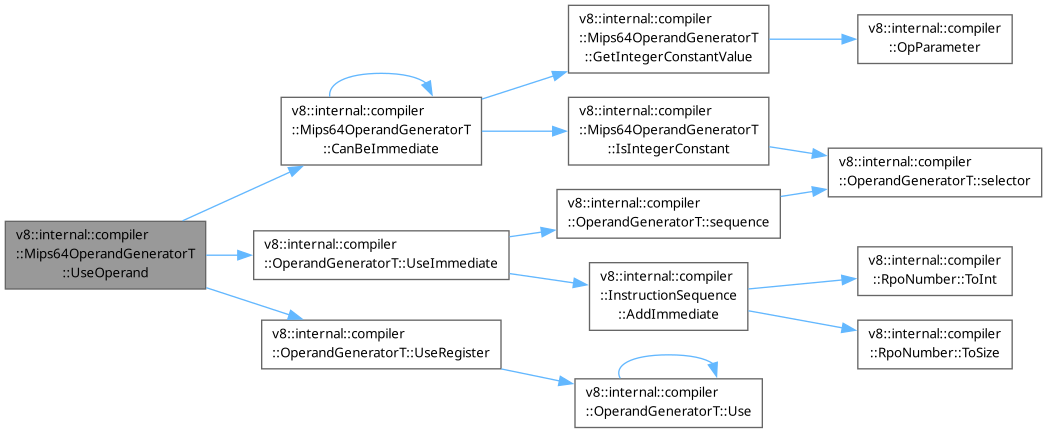 v8::internal::compiler
::Mips64OperandGeneratorT
::UseOperand
v8::internal::compiler
::Mips64OperandGeneratorT
::CanBeImmediate
v8::internal::compiler
::Mips64OperandGeneratorT
::GetIntegerConstantValue
v8::internal::compiler
::OpParameter
v8::internal::compiler
::Mips64OperandGeneratorT
::IsIntegerConstant
v8::internal::compiler
::OperandGeneratorT::selector
v8::internal::compiler
::OperandGeneratorT::UseImmediate
v8::internal::compiler
::OperandGeneratorT::sequence
v8::internal::compiler
::InstructionSequence
::AddImmediate
v8::internal::compiler
::RpoNumber::ToInt
v8::internal::compiler
::RpoNumber::ToSize
v8::internal::compiler
::OperandGeneratorT::UseRegister
v8::internal::compiler
::OperandGeneratorT::Use